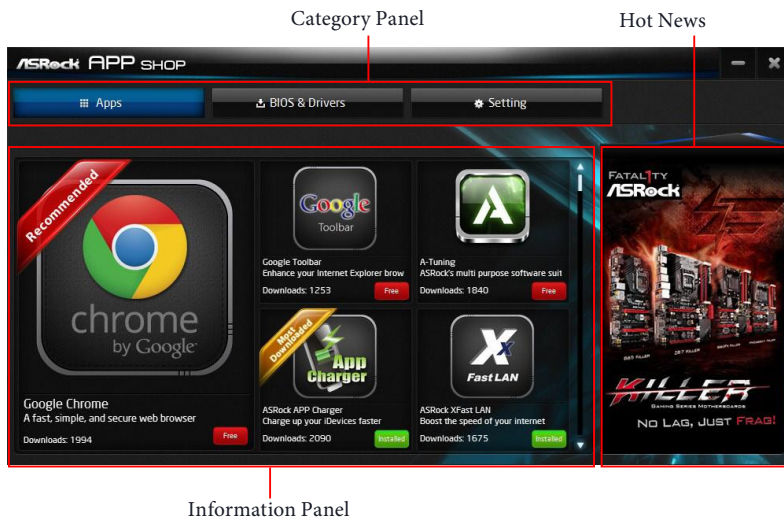 Category Panel
Hot News
ASRock APP SHOP
Apps
BIOS & Drivers
Setting
Recommended
chrome
by Google
Google Chrome
A fast, simple, and secure web browser
Downloads: 1994
Free
Google
Toolbar
Google Toolbar
Enhance your Internet Explorer brow
Downloads: 1253
Free
A
A-Tuning
ASRock's multi purpose software suit
Downloads: 1840
Free
Most
Downloaded
App
Charger
ASRock APP Charger
Charge up your iDevices faster
Downloads: 2090
Installed
X
Fast LAN
ASRock XFast LAN
Boost the speed of your internet
Downloads: 1675
Installed
FATAL1TY
ASRock
Z87 KILLER
KILLER
GAMING SERIES MOTHERBOARDS
NO LAG, JUST FRAG!
Information Panel